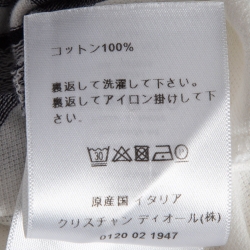 コットン100%
裏返して洗濯して下さい。
裏返してアイロン掛けして下さい。
原産国 イタリア
クリスチャン ディオール(株)
0120 02 1947